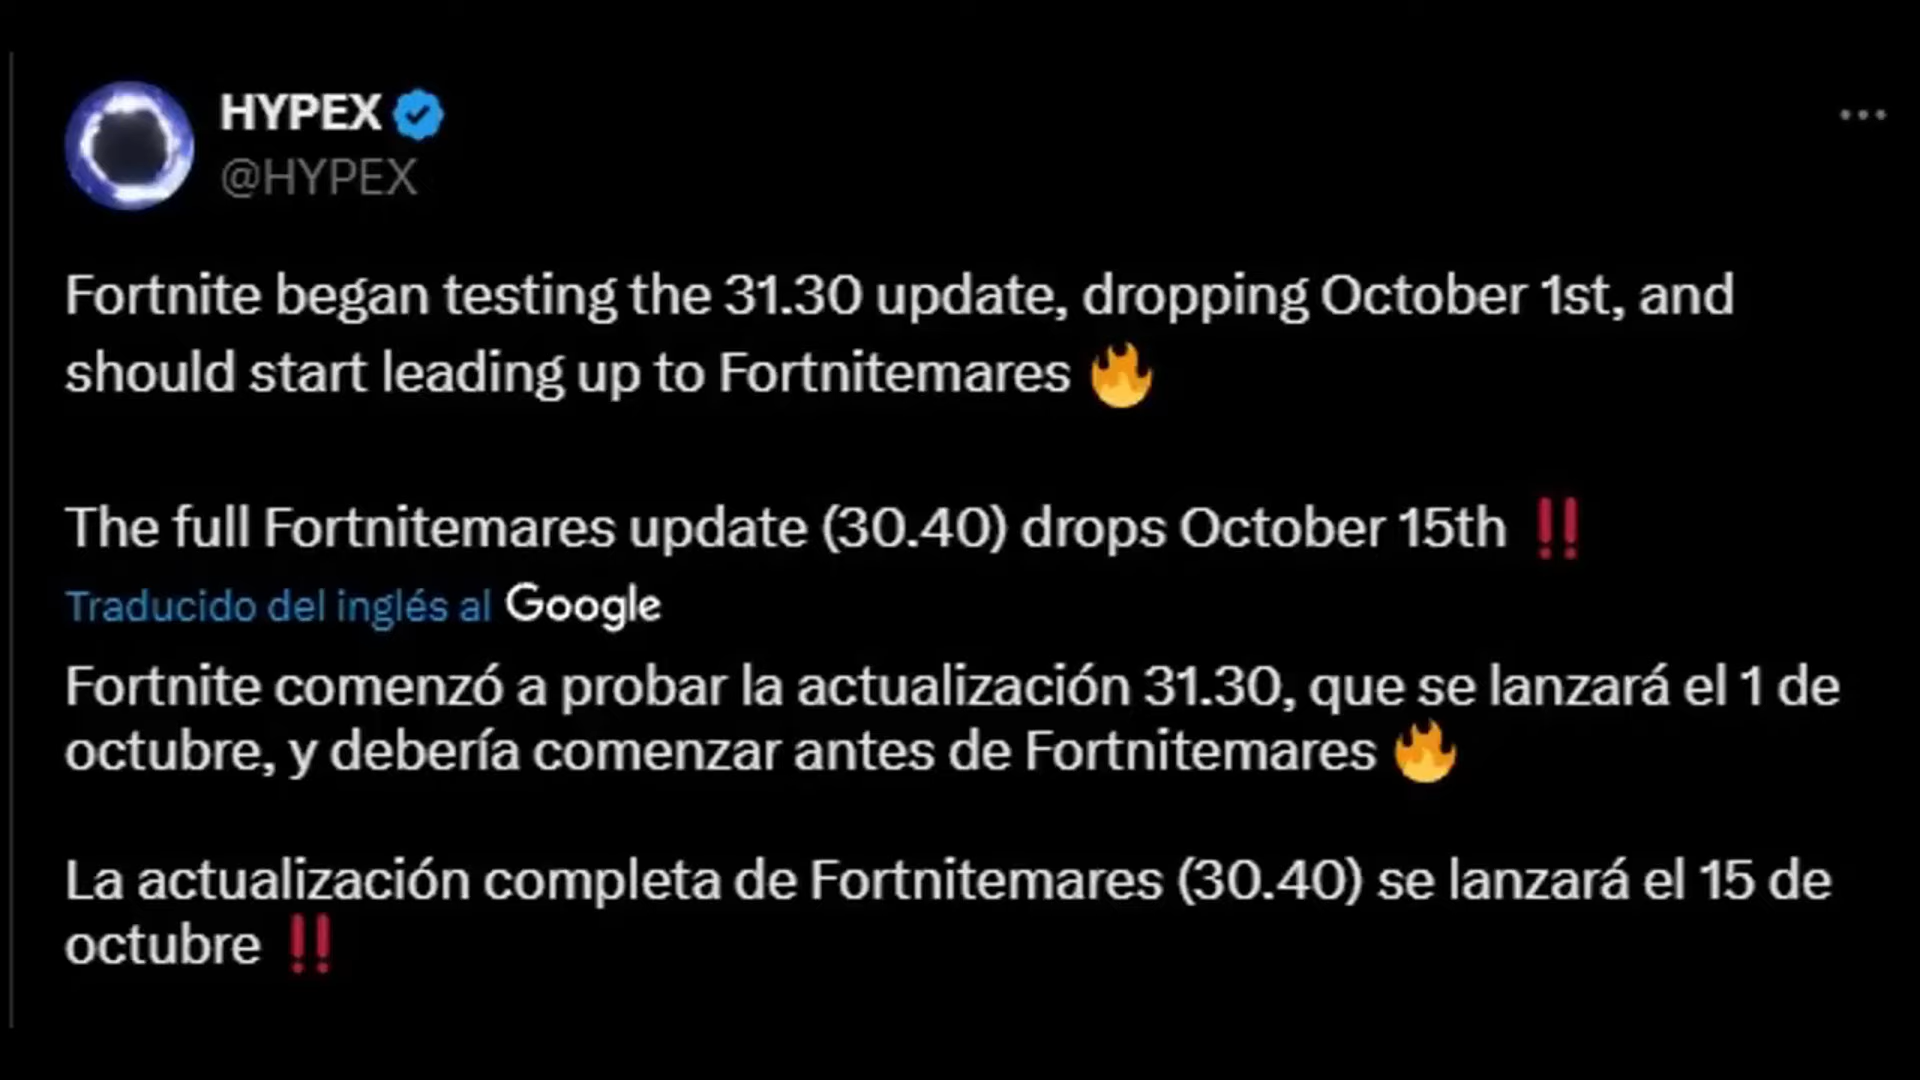 HYPEX
@HYPEX
Fortnite began testing the 31.30 update, dropping October 1st, and
should start leading up to Fortnitemares 🔥
The full Fortnitemares update (30.40) drops October 15th ‼️
Traducido del inglés al Google
Fortnite comenzó a probar la actualización 31.30, que se lanzará el 1 de
octubre, y debería comenzar antes de Fortnitemares 🔥
La actualización completa de Fortnitemares (30.40) se lanzará el 15 de
octubre ‼️